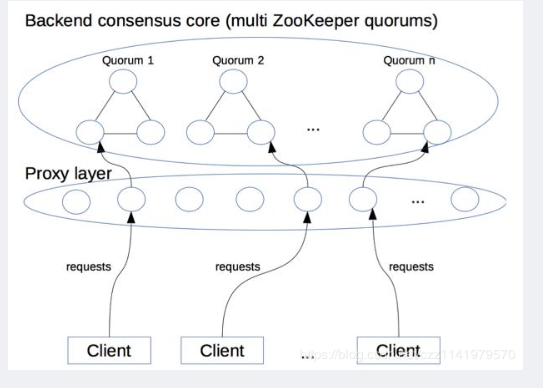 Backend consensus core (multi ZooKeeper quorums)
Quorum 1 Quorum 2 Quorum n
...
Proxy layer
...
requests requests requests
Client Client ... Client